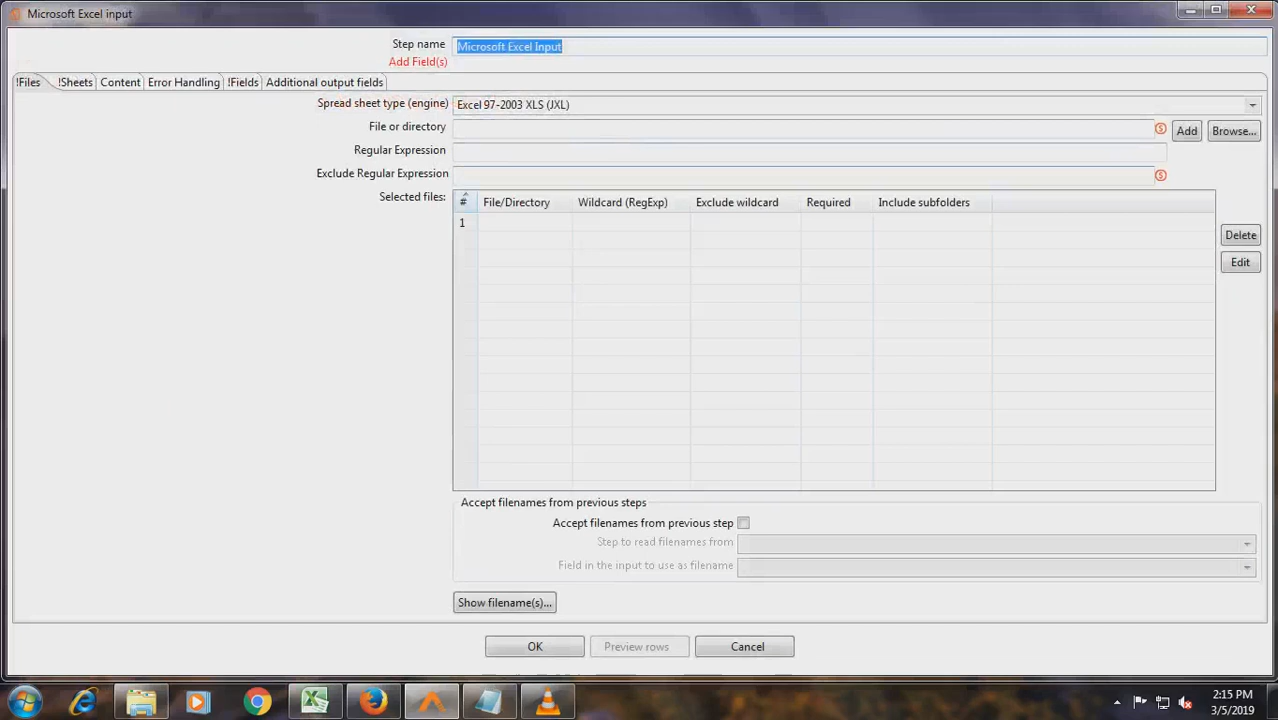 Microsoft Excel input
Step name Microsoft Excel Input
Add Field(s)
!Files !Sheets Content Error Handling !Fields Additional output fields
Spread sheet type (engine) Excel 97-2003 XLS (JXL)
File or directory Add Browse...
Regular Expression
Exclude Regular Expression
Selected files: # File/Directory Wildcard (RegExp) Exclude wildcard Required Include subfolders
1
Delete
Edit
Accept filenames from previous steps
Accept filenames from previous step
Step to read filenames from
Field in the input to use as filename
Show filename(s)...
OK Preview rows Cancel
2:15 PM
3/5/2019